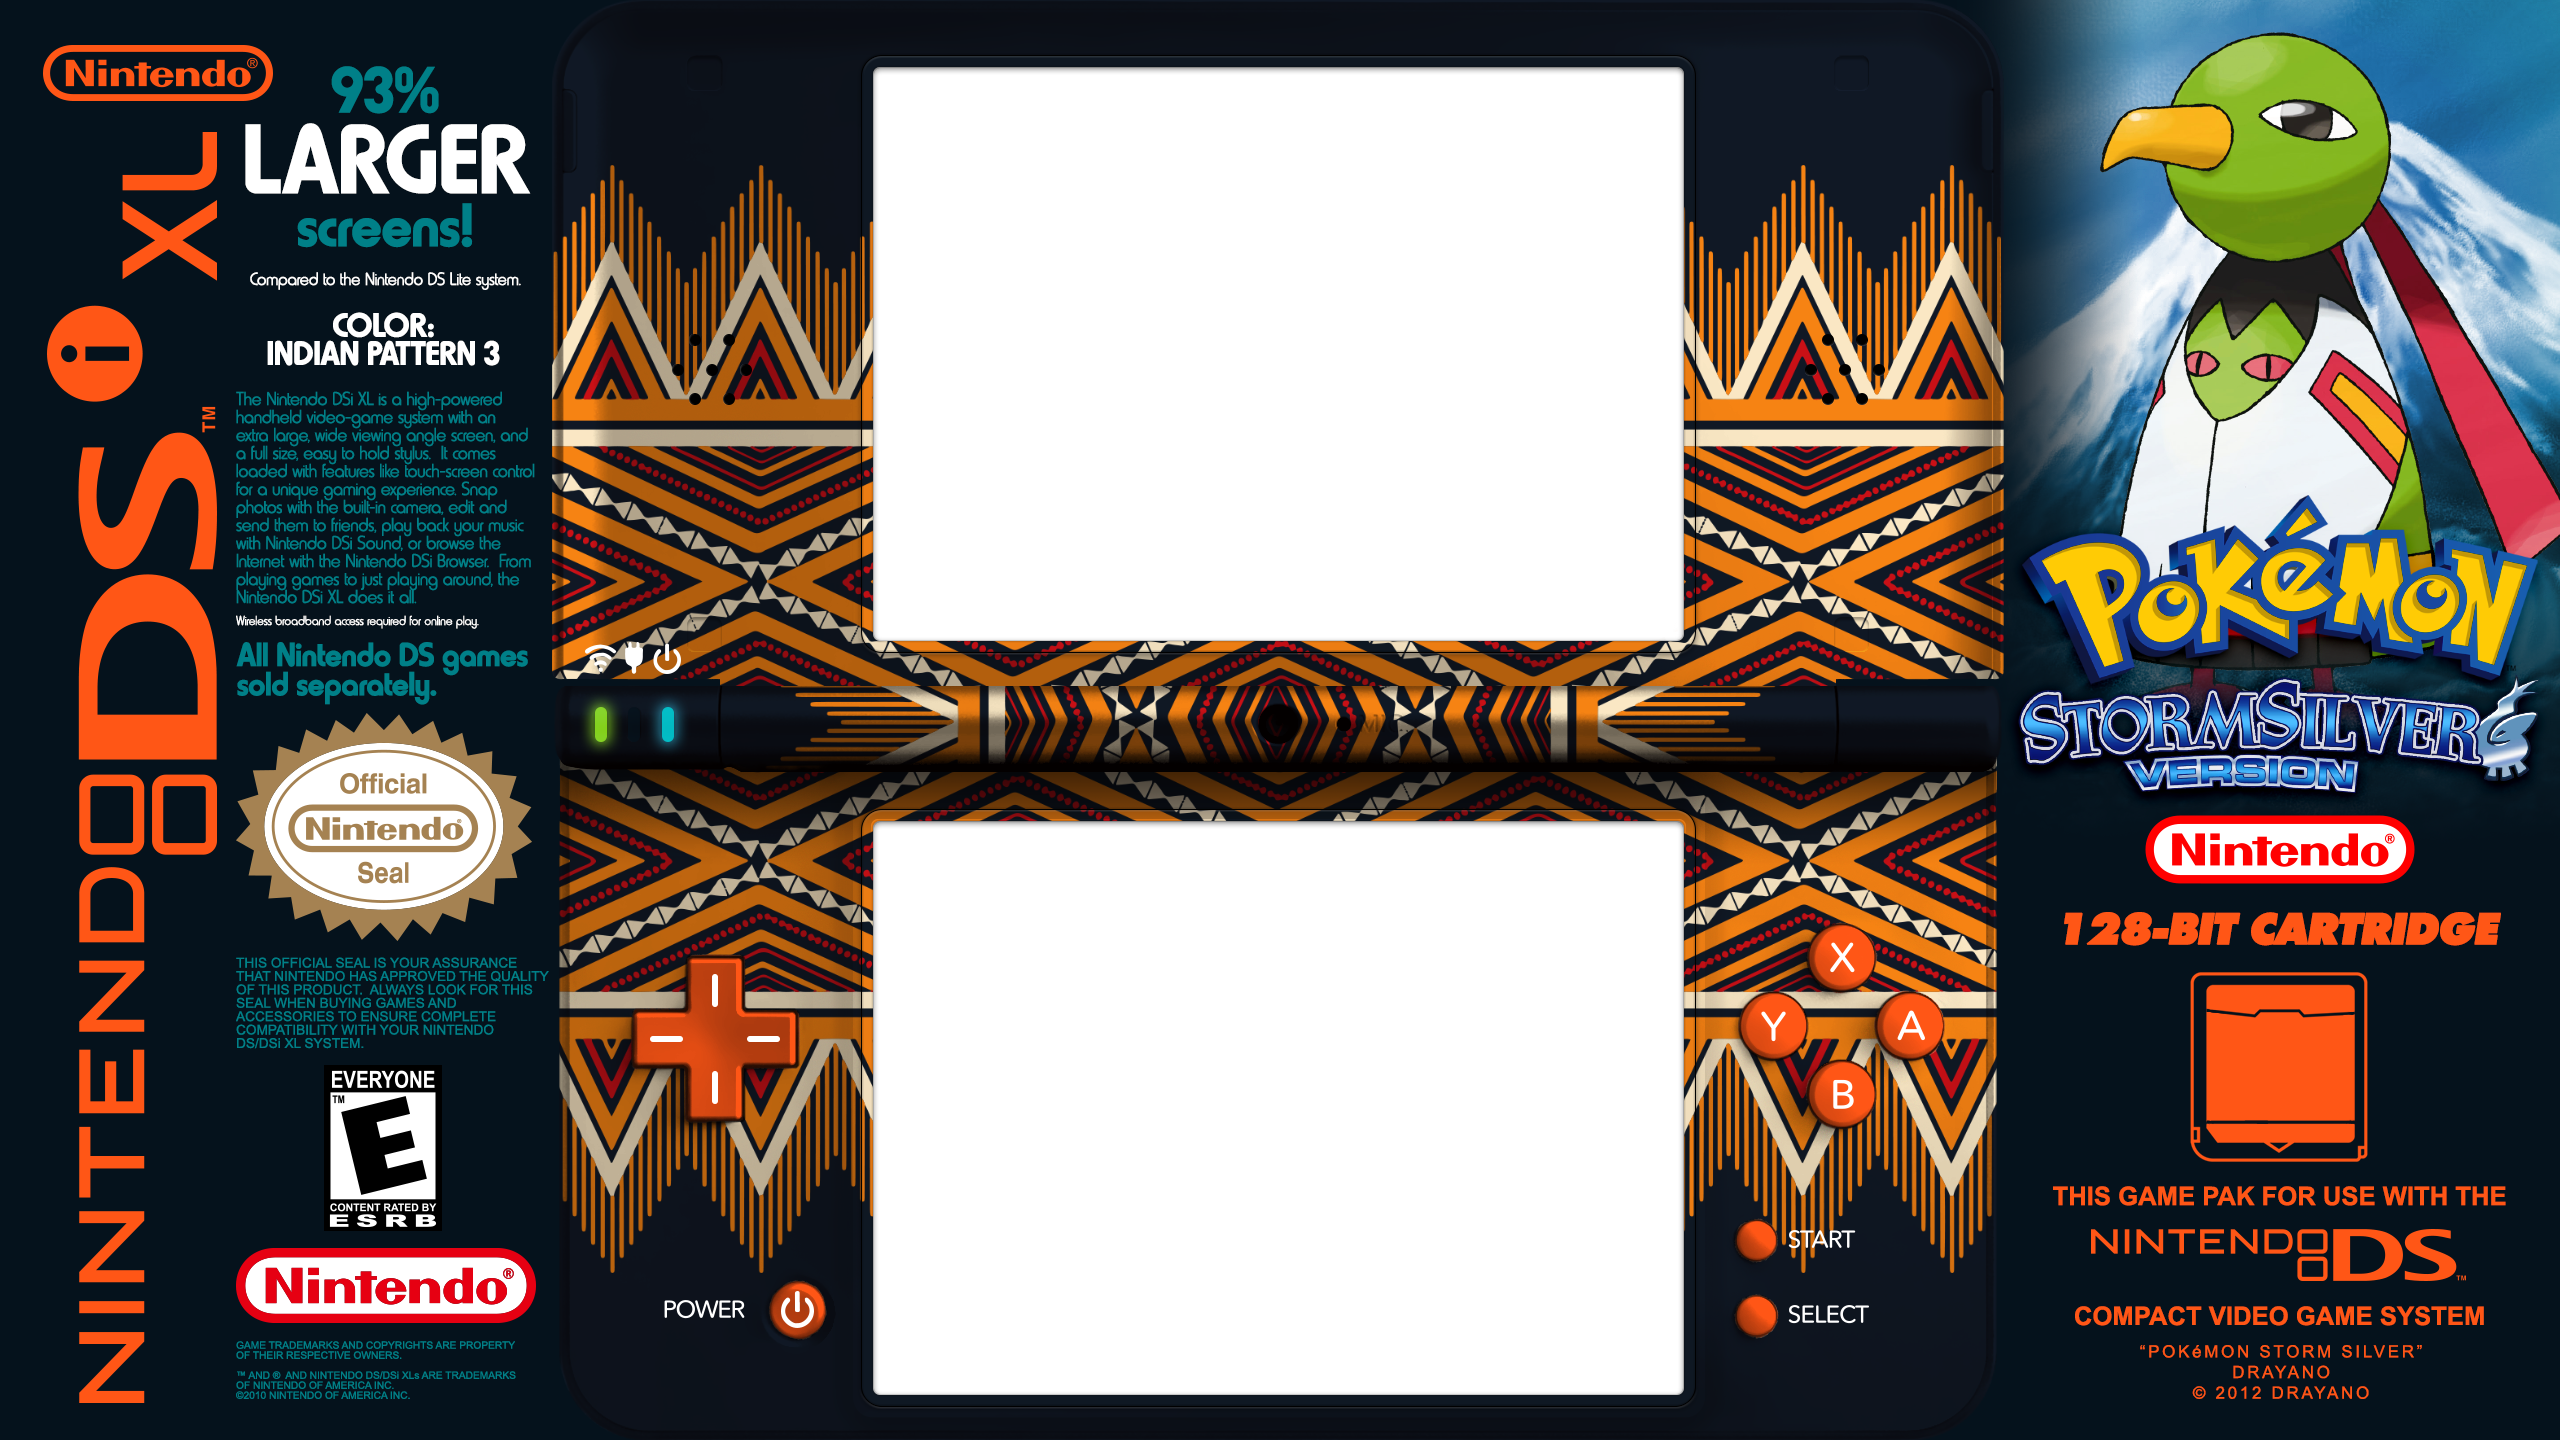 Nintendo®
NINTENDO DSi XL
TM
93%
LARGER
screens!
Compared to the Nintendo DS Lite system.
COLOR:
INDIAN PATTERN 3
The Nintendo DSi XL is a high-powered
handheld video-game system with an
extra large, wide viewing angle screen, and
a full size, easy to hold stylus. It comes
loaded with features like touch-screen control
for a unique gaming experience. Snap
photos with the built-in camera, edit and
send them to friends, play back your music
with Nintendo DSi Sound, or browse the
Internet with the Nintendo DSi Browser. From
playing games to just playing around, the
Nintendo DSi XL does it all.
Wireless broadband access required for online play.
All Nintendo DS games
sold separately.
Official
Nintendo®
Seal
THIS OFFICIAL SEAL IS YOUR ASSURANCE
THAT NINTENDO HAS APPROVED THE QUALITY
OF THIS PRODUCT. ALWAYS LOOK FOR THIS
SEAL WHEN BUYING GAMES AND
ACCESSORIES TO ENSURE COMPLETE
COMPATIBILITY WITH YOUR NINTENDO
DS/DSi XL SYSTEM.
EVERYONE
TM
E
CONTENT RATED BY
ESRB
Nintendo®
GAME TRADEMARKS AND COPYRIGHTS ARE PROPERTY
OF THEIR RESPECTIVE OWNERS.
™ AND ® AND NINTENDO DS/DSi XLs ARE TRADEMARKS
OF NINTENDO OF AMERICA INC.
©2010 NINTENDO OF AMERICA INC.
MIC.
X
Y
A
B
START
SELECT
POWER
POKéMON
STORMSILVER
VERSION
Nintendo®
128-BIT CARTRIDGE
THIS GAME PAK FOR USE WITH THE
NINTENDO DS™
COMPACT VIDEO GAME SYSTEM
“POKéMON STORM SILVER”
DRAYANO
© 2012 DRAYANO